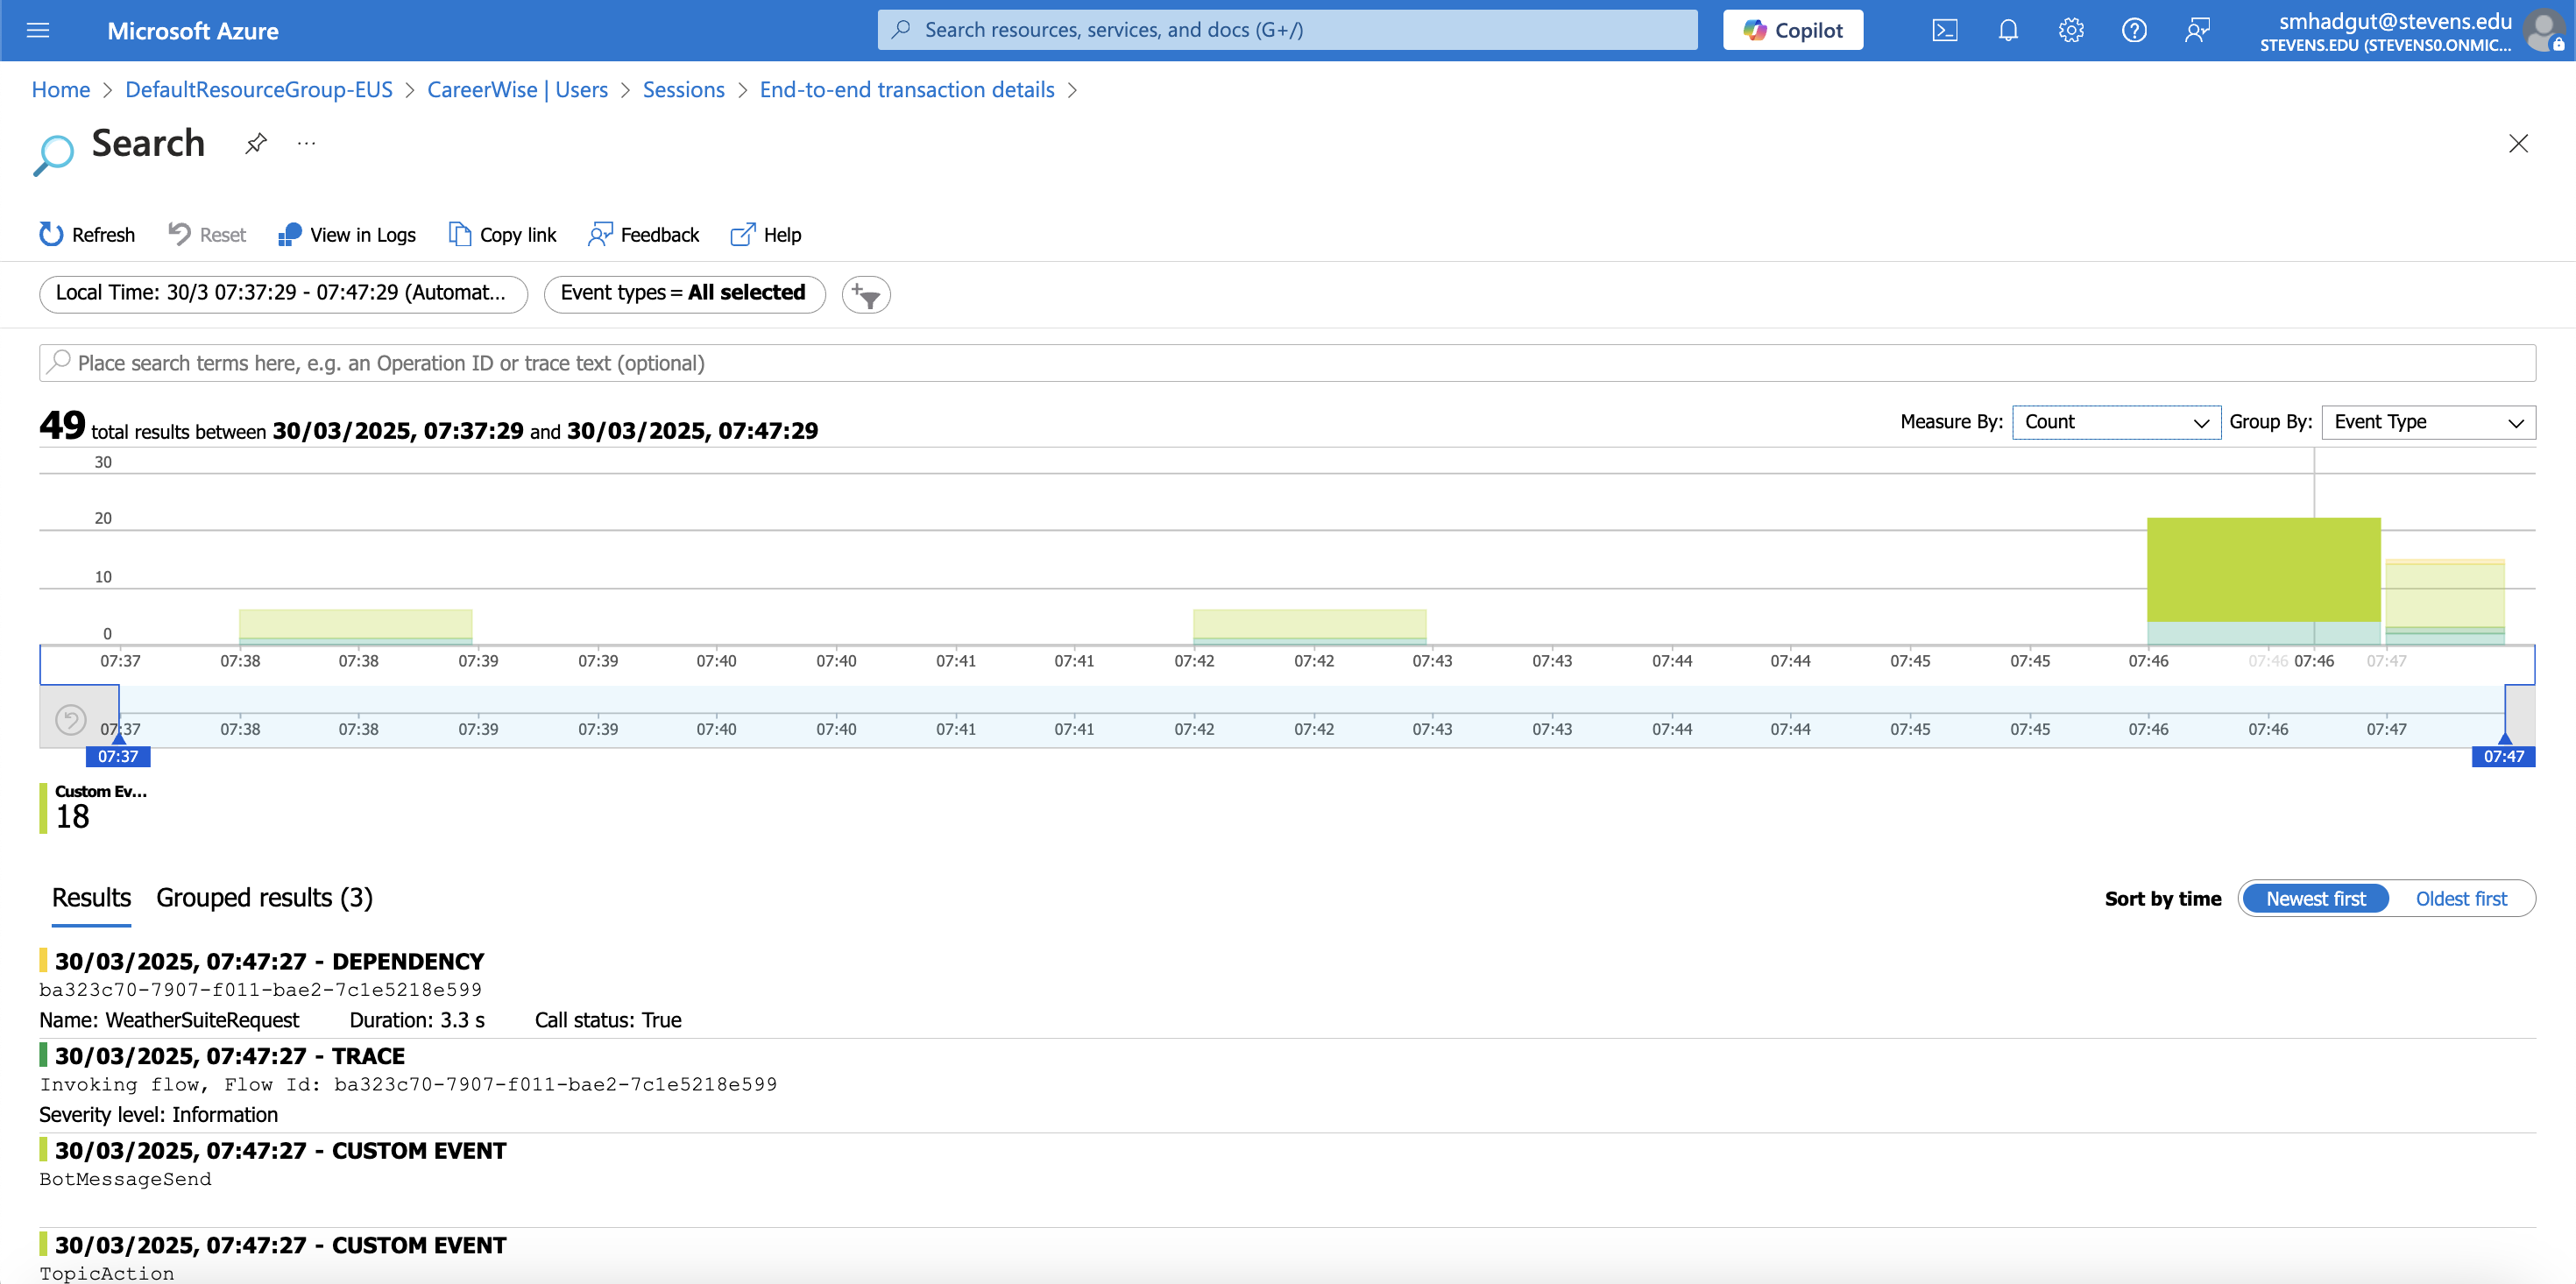 Microsoft Azure
Search resources, services, and docs (G+/)
Copilot
smhadgut@stevens.edu
STEVENS.EDU (STEVENS0.ONMIC...
Home > DefaultResourceGroup-EUS > CareerWise | Users > Sessions > End-to-end transaction details >
Search
...
Refresh Reset View in Logs Copy link Feedback Help
Local Time: 30/3 07:37:29 - 07:47:29 (Automat... Event types = All selected
Place search terms here, e.g. an Operation ID or trace text (optional)
49 total results between 30/03/2025, 07:37:29 and 30/03/2025, 07:47:29
Measure By: Count Group By: Event Type
30
20
10
0
07:37 07:38 07:38 07:39 07:39 07:40 07:40 07:41 07:41 07:42 07:42 07:43 07:43 07:44 07:44 07:45 07:45 07:46 07:46 07:46 07:47
07:37 07:38 07:38 07:39 07:39 07:40 07:40 07:41 07:41 07:42 07:42 07:43 07:43 07:44 07:44 07:45 07:45 07:46 07:46 07:47
07:37 07:47
Custom Ev...
18
Results Grouped results (3)
Sort by time Newest first Oldest first
30/03/2025, 07:47:27 - DEPENDENCY
ba323c70-7907-f011-bae2-7c1e5218e599
Name: WeatherSuiteRequest Duration: 3.3 s Call status: True
30/03/2025, 07:47:27 - TRACE
Invoking flow, Flow Id: ba323c70-7907-f011-bae2-7c1e5218e599
Severity level: Information
30/03/2025, 07:47:27 - CUSTOM EVENT
BotMessageSend
30/03/2025, 07:47:27 - CUSTOM EVENT
TopicAction